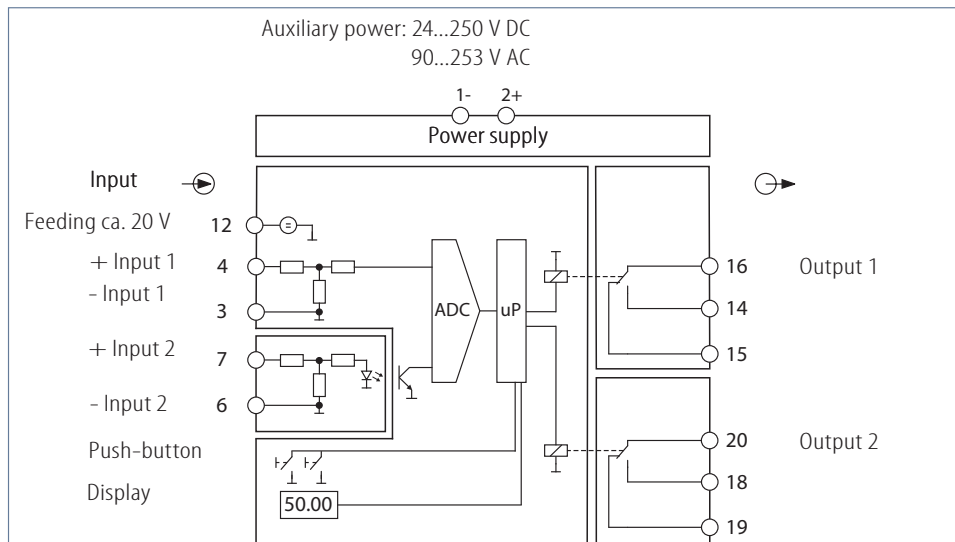 Auxiliary power: 24...250 V DC
90...253 V AC
1- 2+
Power supply
Input
Feeding ca. 20 V 12
+ Input 1 4
- Input 1 3
+ Input 2 7
- Input 2 6
Push-button
Display
50.00
ADC
uP
16 Output 1
14
15
20 Output 2
18
19